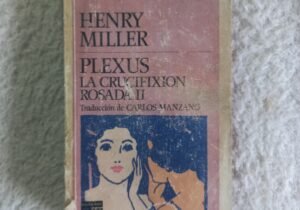 HENRY
MILLER
PLEXUS
LA CRUCIFIXION
ROSADA II
Traducción de CARLOS MANZANO